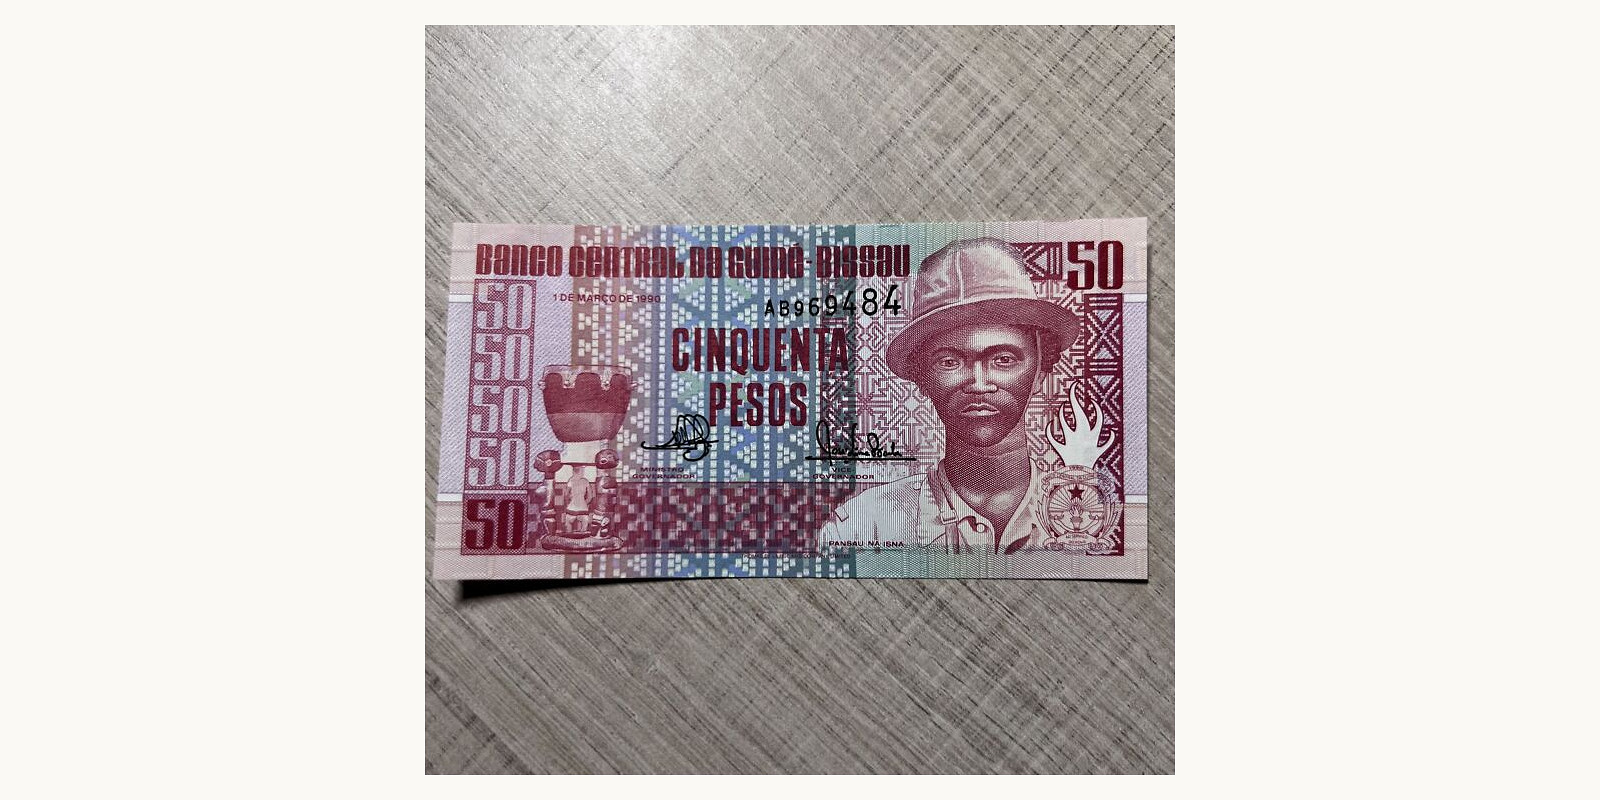 BANCO CENTRAL DA GUINÉ-BISSAU
50
1 DE MARÇO DE 1990
AB969484
50
50
50
50
CINQUENTA
PESOS
MINISTRO
GOVERNADOR
VICE
GOVERNADOR
50
PANSAU NA ISNA